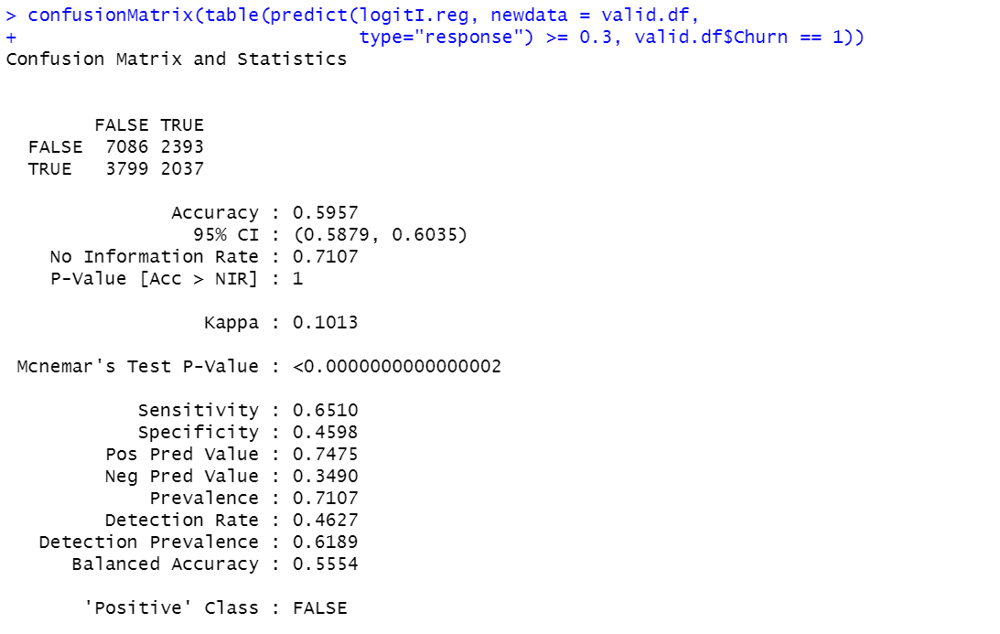 > confusionMatrix(table(predict(logitI.reg, newdata = valid.df,
+                               type="response") >= 0.3, valid.df$Churn == 1))
Confusion Matrix and Statistics
        FALSE TRUE
  FALSE  7086 2393
  TRUE   3799 2037
               Accuracy : 0.5957
                 95% CI : (0.5879, 0.6035)
    No Information Rate : 0.7107
    P-Value [Acc > NIR] : 1
                  Kappa : 0.1013
 Mcnemar's Test P-Value : <0.0000000000000002
            Sensitivity : 0.6510
            Specificity : 0.4598
         Pos Pred Value : 0.7475
         Neg Pred Value : 0.3490
             Prevalence : 0.7107
         Detection Rate : 0.4627
   Detection Prevalence : 0.6189
      Balanced Accuracy : 0.5554
       'Positive' Class : FALSE